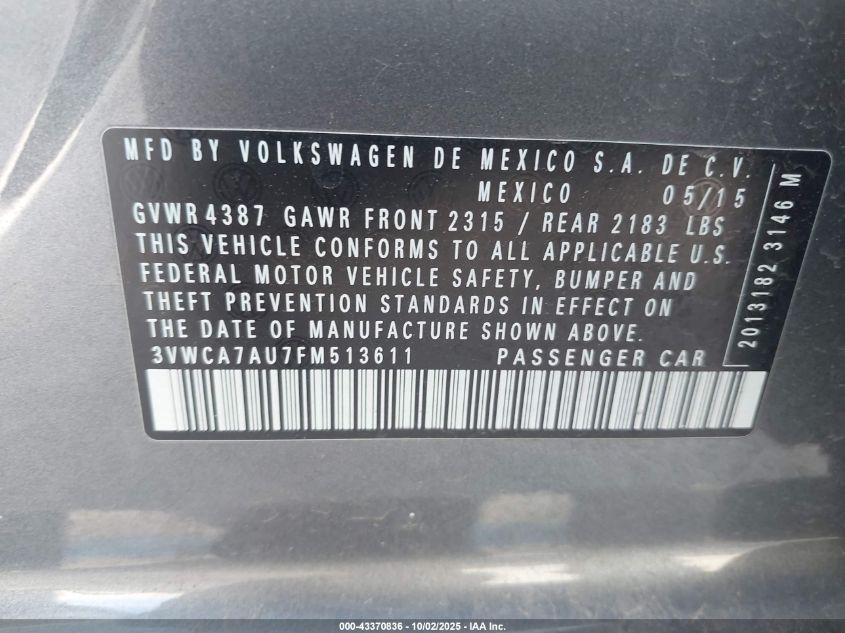 MFD BY VOLKSWAGEN DE MEXICO S.A. DE C.V.
MEXICO 05/15
GVWR 4387 GAWR FRONT 2315 / REAR 2183 LBS
THIS VEHICLE CONFORMS TO ALL APPLICABLE U.S.
FEDERAL MOTOR VEHICLE SAFETY, BUMPER AND
THEFT PREVENTION STANDARDS IN EFFECT ON
THE DATE OF MANUFACTURE SHOWN ABOVE.
3VWCA7AU7FM513611 PASSENGER CAR
2013182 3146 M
000-43370836 - 10/02/2025 - IAA Inc.